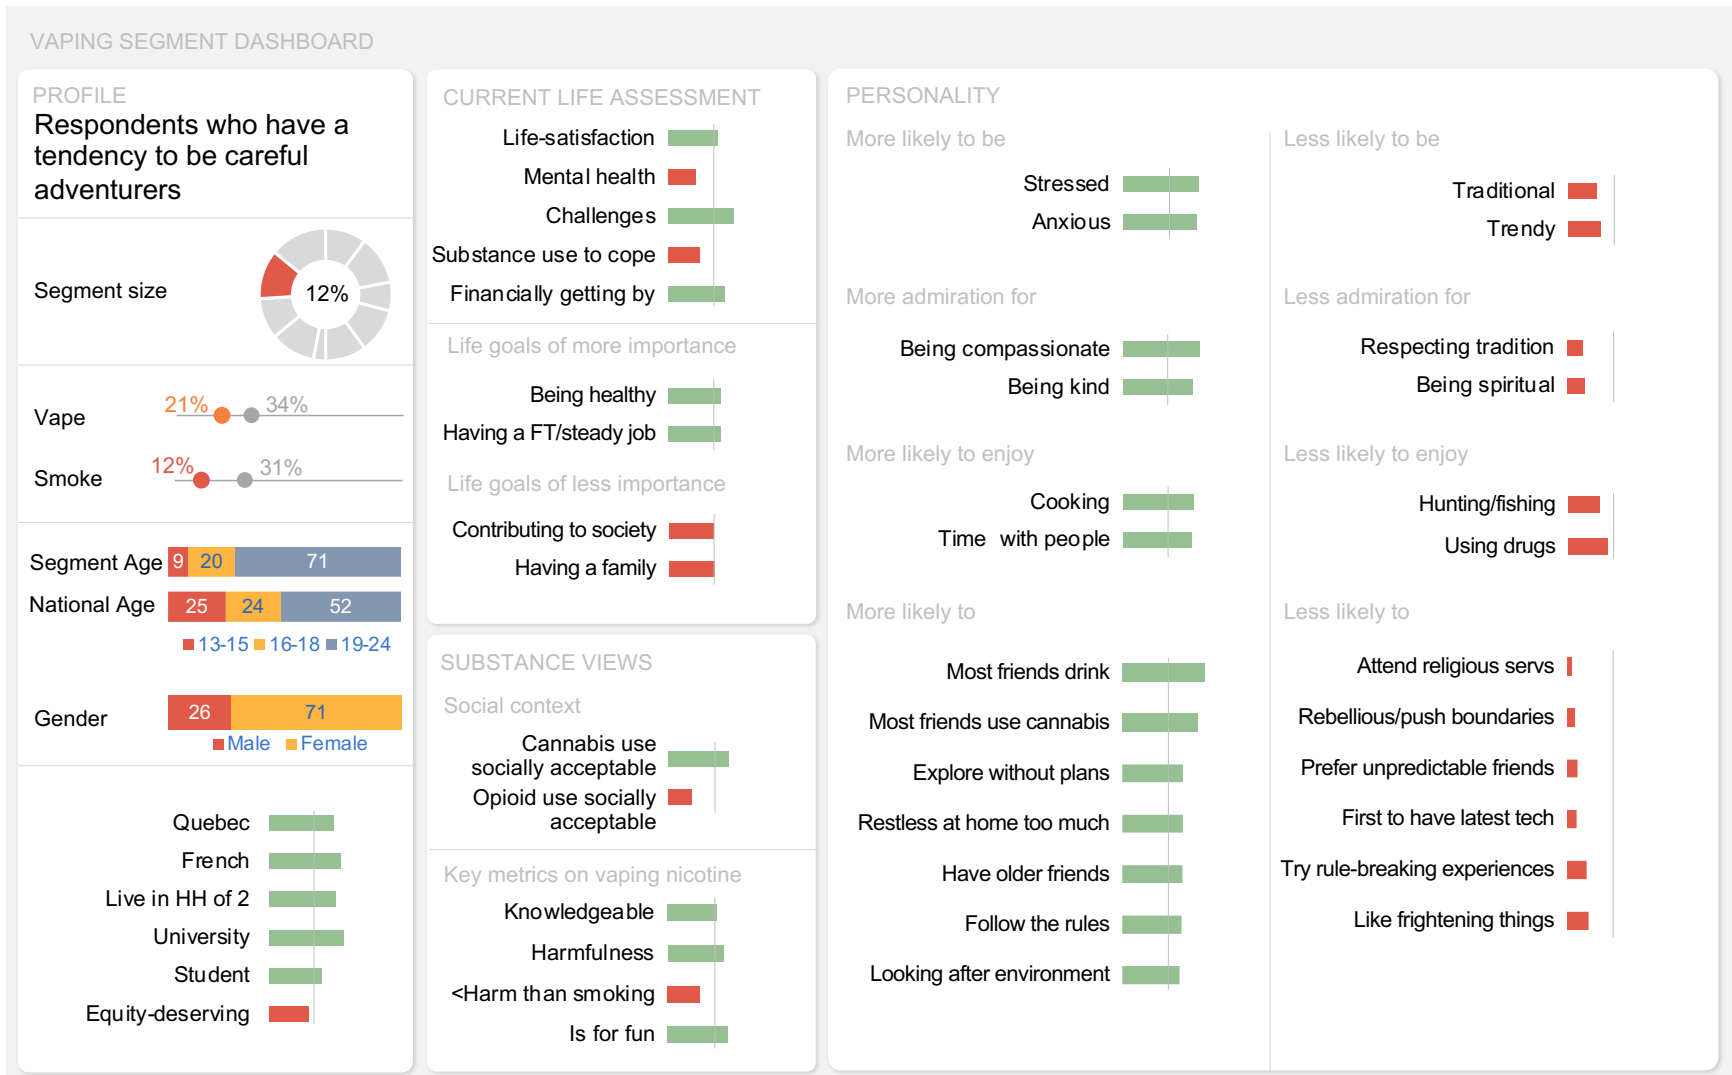 VAPING SEGMENT DASHBOARD
PROFILE
Respondents who have a
tendency to be careful
adventurers
Segment size
12%
Vape
21%
34%
Smoke
12%
31%
Segment Age
9
20
71
National Age
25
24
52
13-15
16-18
19-24
Gender
26
71
Male
Female
Quebec
French
Live in HH of 2
University
Student
Equity-deserving
CURRENT LIFE ASSESSMENT
Life-satisfaction
Mental health
Challenges
Substance use to cope
Financially getting by
Life goals of more importance
Being healthy
Having a FT/steady job
Life goals of less importance
Contributing to society
Having a family
SUBSTANCE VIEWS
Social context
Cannabis use
socially acceptable
Opioid use socially
acceptable
Key metrics on vaping nicotine
Knowledgeable
Harmfulness
<Harm than smoking
Is for fun
PERSONALITY
More likely to be
Stressed
Anxious
More admiration for
Being compassionate
Being kind
More likely to enjoy
Cooking
Time with people
More likely to
Most friends drink
Most friends use cannabis
Explore without plans
Restless at home too much
Have older friends
Follow the rules
Looking after environment
Less likely to be
Traditional
Trendy
Less admiration for
Respecting tradition
Being spiritual
Less likely to enjoy
Hunting/fishing
Using drugs
Less likely to
Attend religious servs
Rebellious/push boundaries
Prefer unpredictable friends
First to have latest tech
Try rule-breaking experiences
Like frightening things